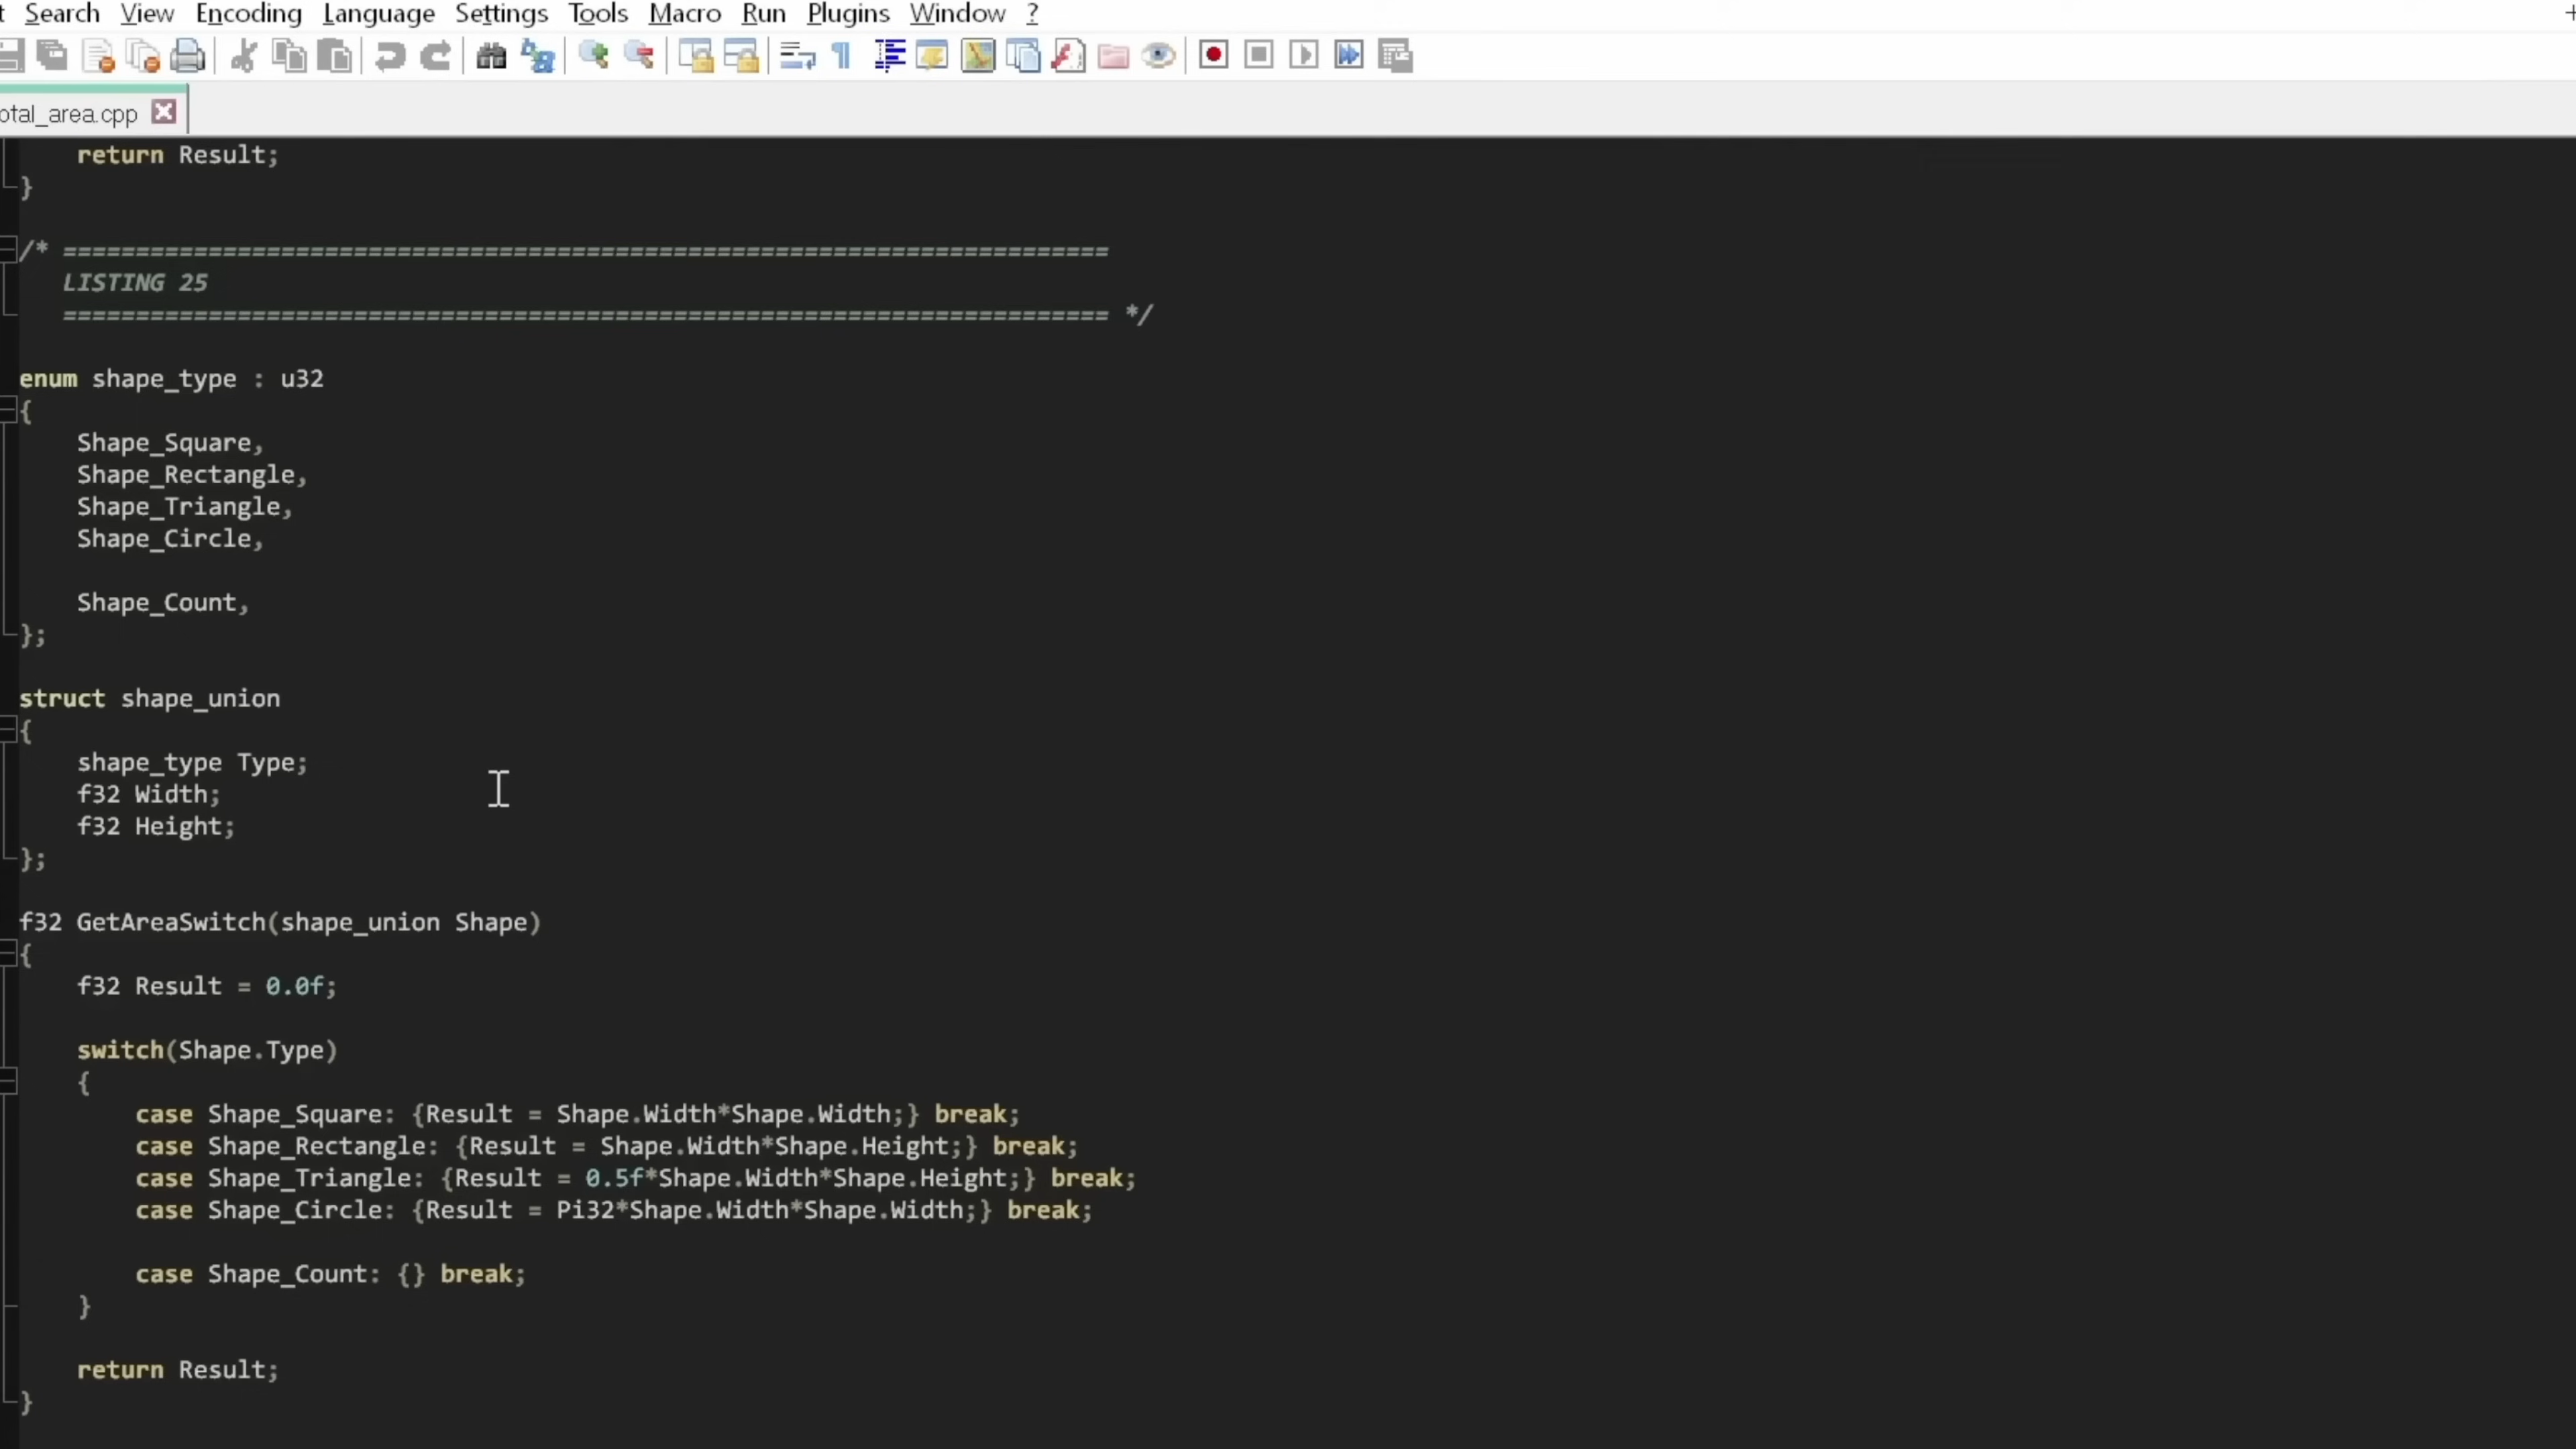 t Search View Encoding Language Settings Tools Macro Run Plugins Window ? +
otal_area.cpp
return Result;
}
/* ========================================================================
LISTING 25
======================================================================== */
enum shape_type : u32
{
Shape_Square,
Shape_Rectangle,
Shape_Triangle,
Shape_Circle,
Shape_Count,
};
struct shape_union
{
shape_type Type;
f32 Width;
f32 Height;
};
f32 GetAreaSwitch(shape_union Shape)
{
f32 Result = 0.0f;
switch(Shape.Type)
{
case Shape_Square: {Result = Shape.Width*Shape.Width;} break;
case Shape_Rectangle: {Result = Shape.Width*Shape.Height;} break;
case Shape_Triangle: {Result = 0.5f*Shape.Width*Shape.Height;} break;
case Shape_Circle: {Result = Pi32*Shape.Width*Shape.Width;} break;
case Shape_Count: {} break;
}
return Result;
}